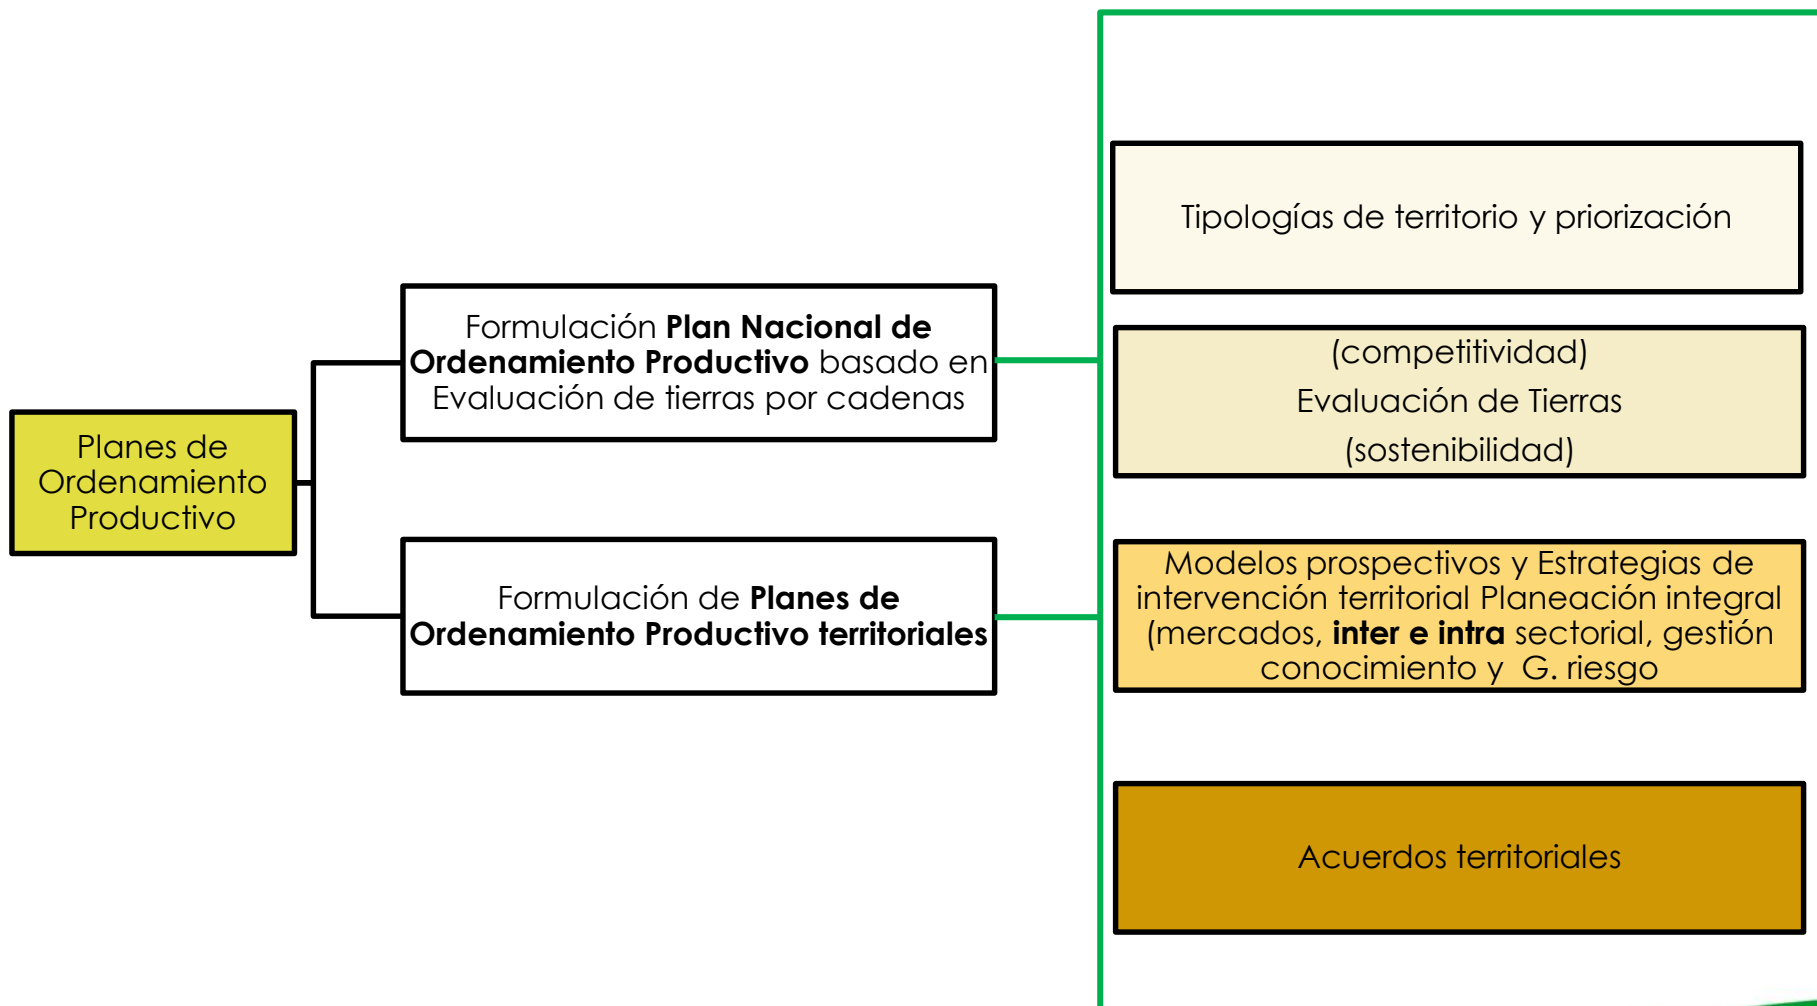 Planes de
Ordenamiento
Productivo
Formulación Plan Nacional de
Ordenamiento Productivo basado en
Evaluación de tierras por cadenas
Formulación de Planes de
Ordenamiento Productivo territoriales
Tipologías de territorio y priorización
(competitividad)
Evaluación de Tierras
(sostenibilidad)
Modelos prospectivos y Estrategias de
intervención territorial Planeación integral
(mercados, inter e intra sectorial, gestión
conocimiento y G. riesgo
Acuerdos territoriales